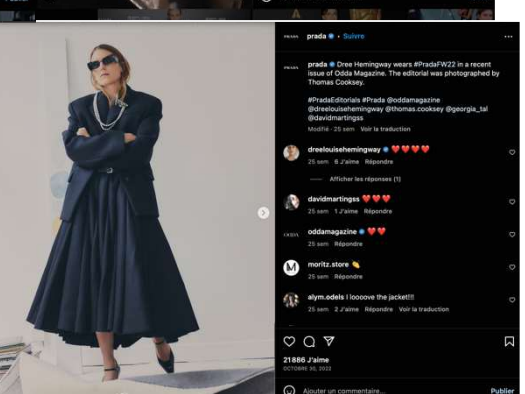 prada • Suivre
prada Dree Hemingway wears #PradaFW22 in a recent
issue of Odda Magazine. The editorial was photographed by
Thomas Cooksey.
#PradaEditorials #Prada @oddamagazine
@dreelouisehemingway @thomas.cooksey @georgia_tal
@davidmartingss
Modifié · 25 sem Voir la traduction
dreelouisehemingway ❤️❤️❤️❤️
25 sem 8 J'aime Répondre
Afficher les réponses (1)
davidmartingss ❤️❤️❤️
25 sem 1 J'aime Répondre
oddamagazine ❤️❤️
25 sem Répondre
moritz.store 👏
25 sem Répondre
alym.odels I loooove the jacket!!!
25 sem 2 J'aime Répondre Voir la traduction
21 886 J'aime
OCTOBRE 30, 2022
Ajouter un commentaire... Publier